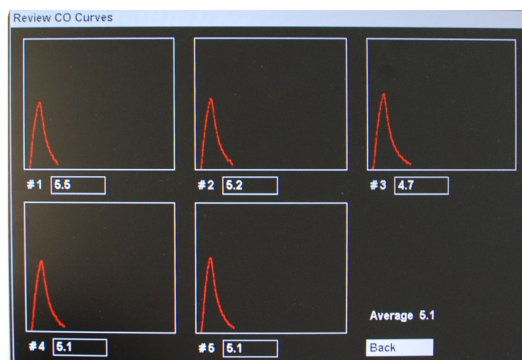 Review CO Curves
#1 5.5
#2 5.2
#3 4.7
#4 5.1
#5 5.1
Average 5.1
Back